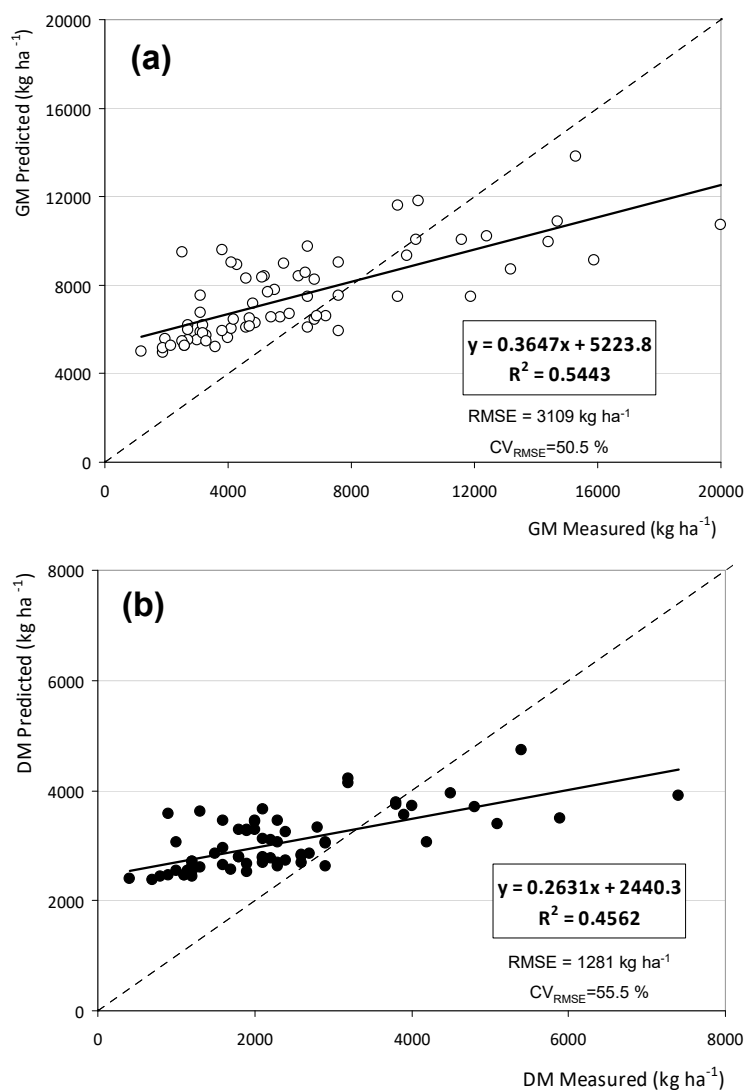 20000
(a)
16000
12000
8000
4000
0
GM Predicted (kg ha⁻¹)
y = 0.3647x + 5223.8
R² = 0.5443
RMSE = 3109 kg ha⁻¹
CV_RMSE=50.5 %
0 4000 8000 12000 16000 20000
GM Measured (kg ha⁻¹)
8000
(b)
6000
4000
2000
0
DM Predicted (kg ha⁻¹)
y = 0.2631x + 2440.3
R² = 0.4562
RMSE = 1281 kg ha⁻¹
CV_RMSE=55.5 %
0 2000 4000 6000 8000
DM Measured (kg ha⁻¹)